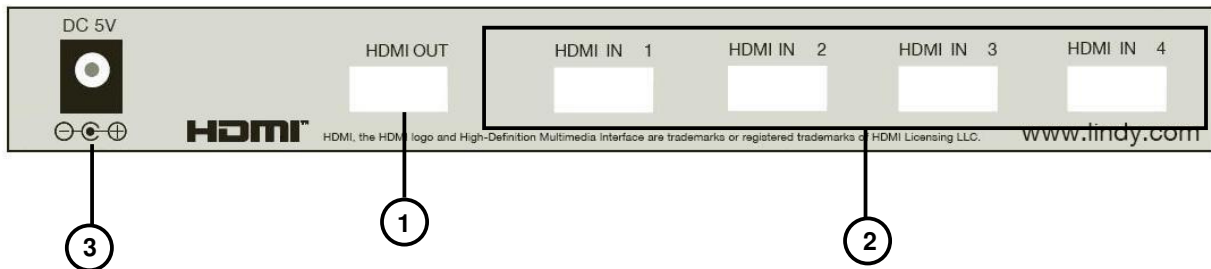 DC 5V
HDMI OUT
HDMI IN 1
HDMI IN 2
HDMI IN 3
HDMI IN 4
HDMI™
HDMI, the HDMI logo and High-Definition Multimedia Interface are trademarks or registered trademarks of HDMI Licensing LLC.
www.lindy.com
1
2
3